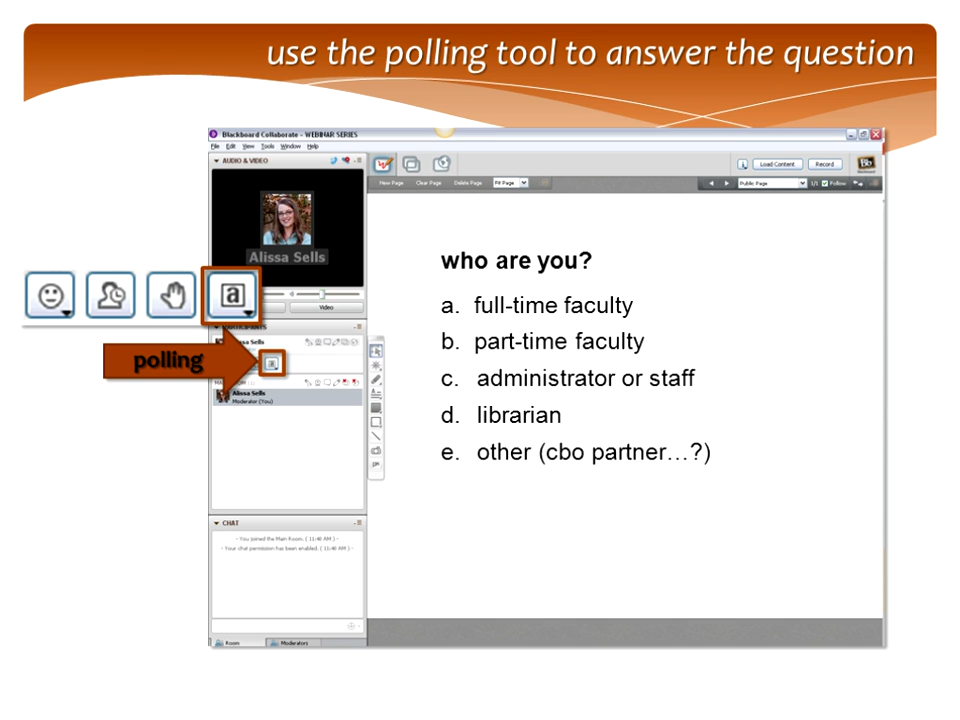 use the polling tool to answer the question
Blackboard Collaborate - WEBINAR SERIES
File Edit View Tools Window Help
AUDIO & VIDEO
Load Content
Record
Bb
New Page Clear Page Delete Page Fit Page
Public Page
1/1 Follow
Alissa Sells
who are you?
a. full-time faculty
b. part-time faculty
c. administrator or staff
d. librarian
e. other (cbo partner…?)
a
Video
PARTICIPANTS
Sells
polling
a
Alissa Sells
Moderator (You)
CHAT
- You joined the Main Room. ( 11:40 AM ) -
- Your chat permission has been enabled. ( 11:40 AM ) -
Room
Moderators